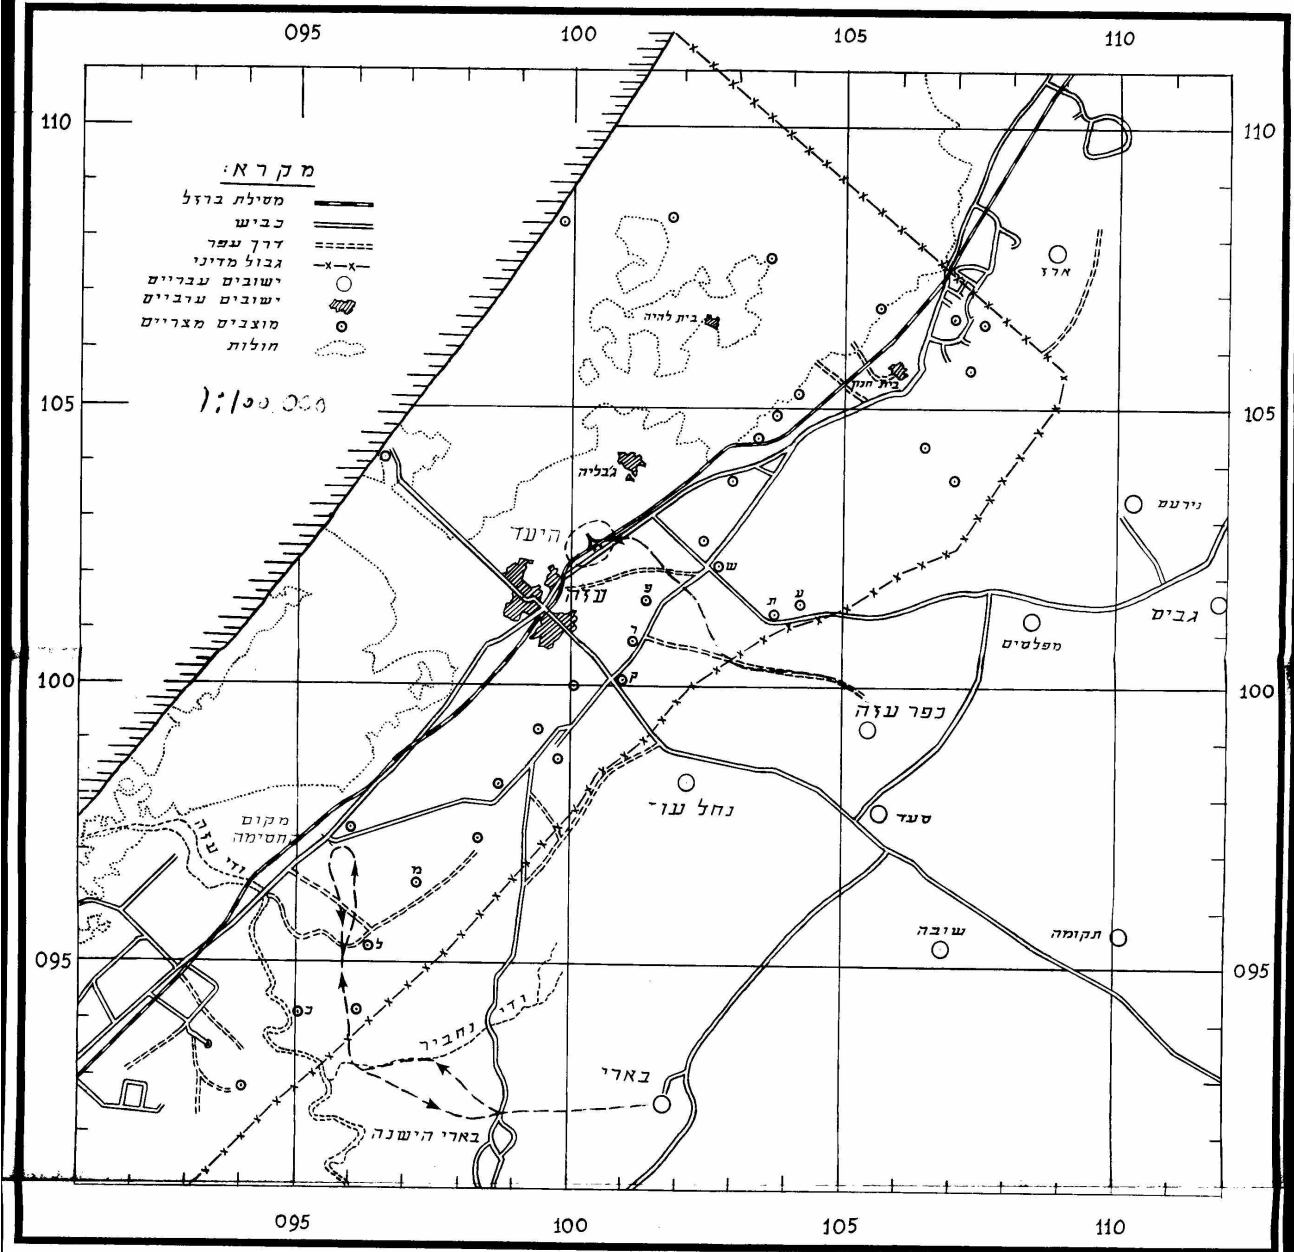 095 100 105 110
110 110
מקרא:
מסילת ברזל
כביש
דרך עפר
גבול מדיני
ישובים עבריים
ישובים ערביים
מוצבים מצריים
חולות
1:100.000
ארז
בית להיה
בית חנון
105 105
ג'בליה
נירעם
היעד
עזה
ש
פ
ת
ע
גבים
ר
מפלסים
ק
100 100
כפר עזה
נחל עוז
סעד
מקום
החסימה
ודי עזה
מ
ל
שובה
תקומה
095 095
כ
ודי נחביר
בארי
בארי הישנה
095 100 105 110